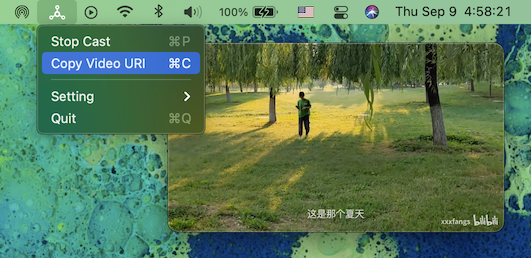 100% Thu Sep 9 4:58:21
Stop Cast ⌘P
Copy Video URI ⌘C
Setting
Quit ⌘Q
这是那个夏天
xxxfangs bilibili